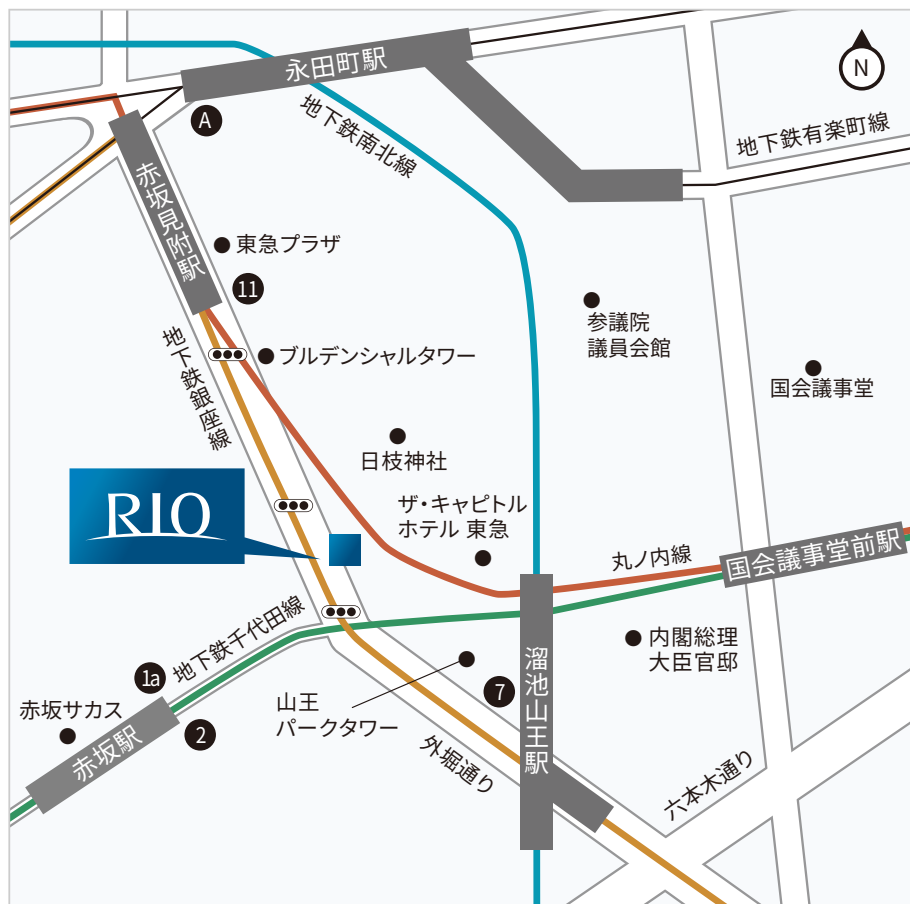 永田町駅
N
A
地下鉄南北線
地下鉄有楽町線
赤坂見附駅
東急プラザ
11
参議院
議員会館
地下鉄銀座線
ブルデンシャルタワー
国会議事堂
日枝神社
RIO
ザ・キャピトル
ホテル 東急
丸ノ内線
国会議事堂前駅
地下鉄千代田線
内閣総理
大臣官邸
1a
溜池山王駅
7
山王
パークタワー
赤坂サカス
2
赤坂駅
外堀通り
六本木通り